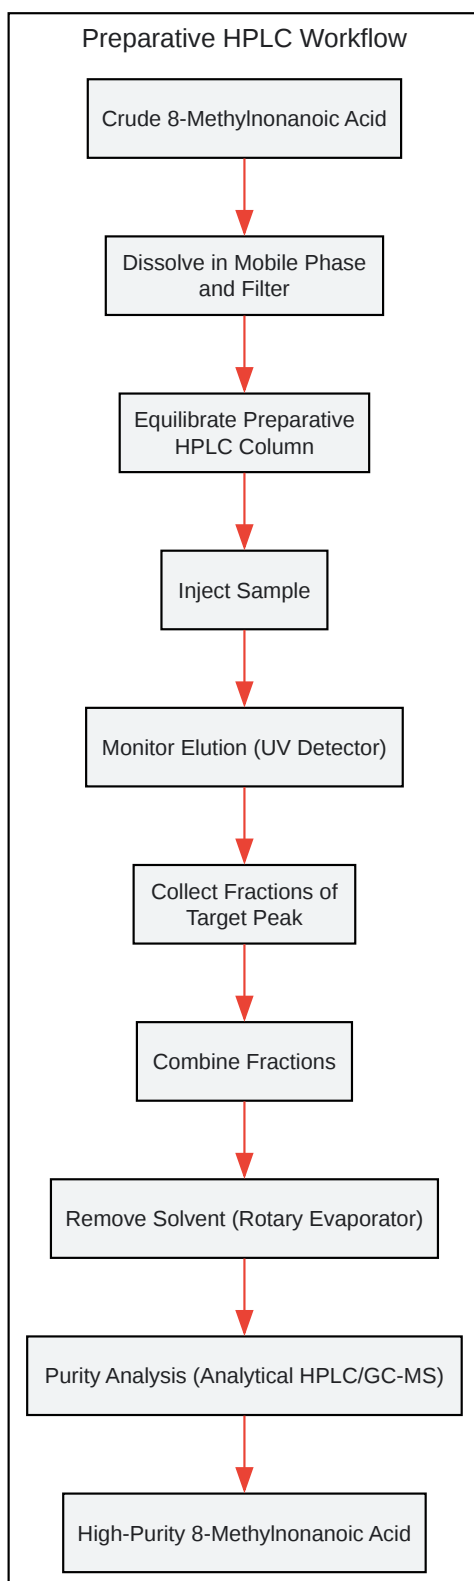 Preparative HPLC Workflow
Crude 8-Methylnonanoic Acid
Dissolve in Mobile Phase
and Filter
Equilibrate Preparative
HPLC Column
Inject Sample
Monitor Elution (UV Detector)
Collect Fractions of
Target Peak
Combine Fractions
Remove Solvent (Rotary Evaporator)
Purity Analysis (Analytical HPLC/GC-MS)
High-Purity 8-Methylnonanoic Acid